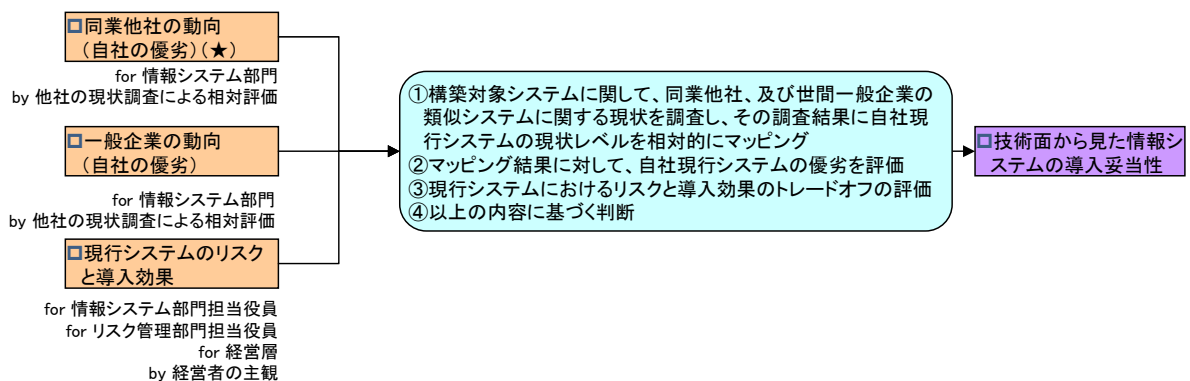 □同業他社の動向
（自社の優劣）（★）
for 情報システム部門
by 他社の現状調査による相対評価
□一般企業の動向
（自社の優劣）
for 情報システム部門
by 他社の現状調査による相対評価
□現行システムのリスク
と導入効果
for 情報システム部門担当役員
for リスク管理部門担当役員
for 経営層
by 経営者の主観
①構築対象システムに関して、同業他社、及び世間一般企業の
類似システムに関する現状を調査し、その調査結果に自社現
行システムの現状レベルを相対的にマッピング
②マッピング結果に対して、自社現行システムの優劣を評価
③現行システムにおけるリスクと導入効果のトレードオフの評価
④以上の内容に基づく判断
□技術面から見た情報シ
ステムの導入妥当性